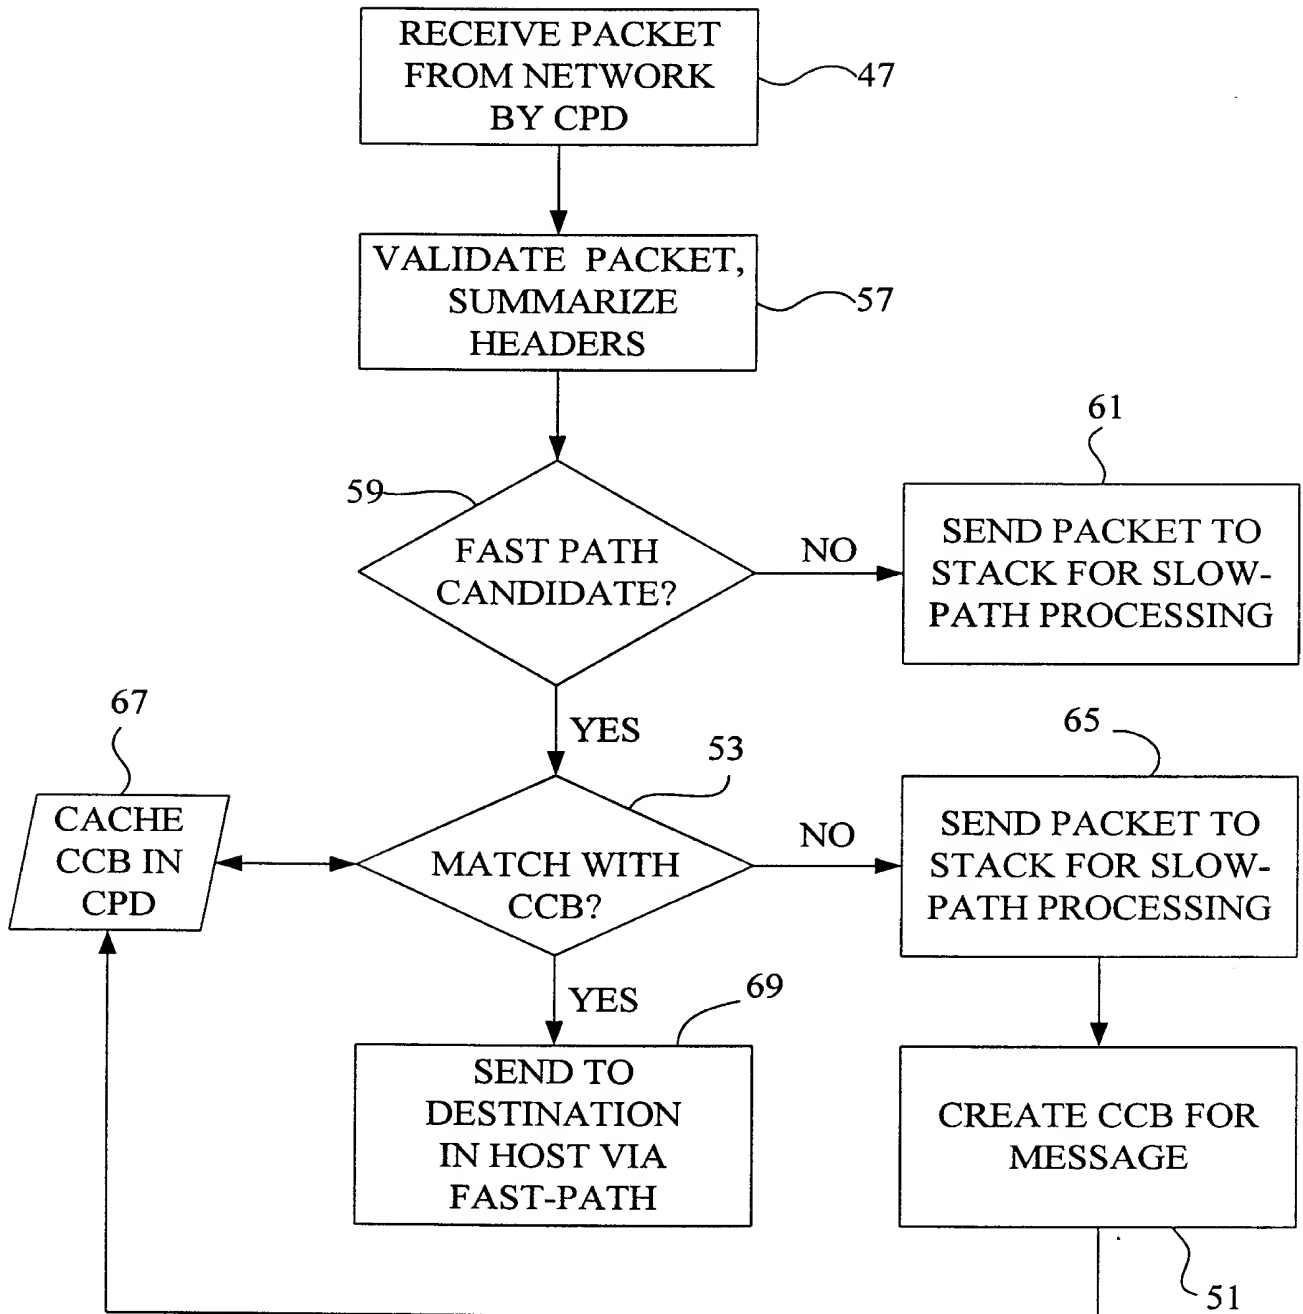 RECEIVE PACKET
FROM NETWORK
BY CPD
47
VALIDATE PACKET,
SUMMARIZE
HEADERS
57
59
FAST PATH
CANDIDATE?
NO
61
SEND PACKET TO
STACK FOR SLOW-
PATH PROCESSING
YES
67
CACHE
CCB IN
CPD
53
MATCH WITH
CCB?
NO
65
SEND PACKET TO
STACK FOR SLOW-
PATH PROCESSING
YES
69
SEND TO
DESTINATION
IN HOST VIA
FAST-PATH
CREATE CCB FOR
MESSAGE
51